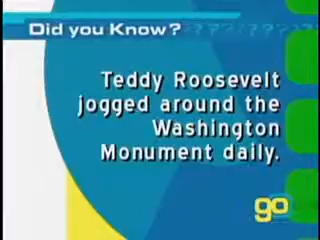 Did you Know?
Teddy Roosevelt
jogged around the
Washington
Monument daily.
go